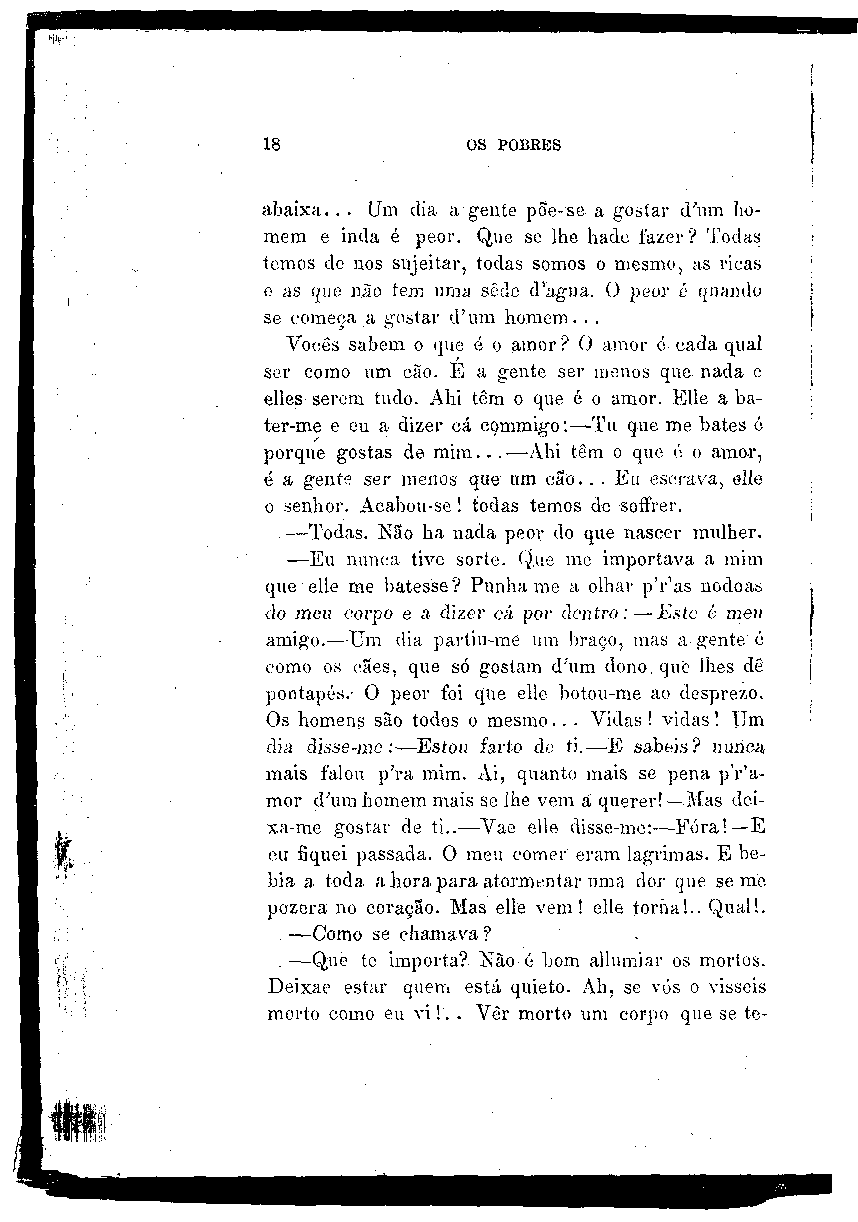 18 OS POBRES
abaixa... Um dia a gente põe-se a gostar d'um ho-
mem e inda é peor. Que se lhe hade fazer? Todas
temos de nos sujeitar, todas somos o mesmo, as ricas
e as que não tem uma sêde d'agua. O peor é quando
se começa a gostar d'um homem...
Vocês sabem o que é o amor? O amor é cada qual
ser como um cão. É a gente ser menos que nada e
elles serem tudo. Ahi têm o que é o amor. Elle a ba-
ter-me e eu a dizer cá commigo:—Tu que me bates é
porque gostas de mim...—Ahi têm o que é o amor,
é a gente ser menos que um cão... Eu escrava, elle
o senhor. Acabou-se! todas temos de soffrer.
—Todas. Não ha nada peor do que nascer mulher.
—Eu nunca tive sorte. Que me importava a mim
que elle me batesse? Punha me a olhar p'r'as nodoas
do meu corpo e a dizer cá por dentro:—Este é meu
amigo.—Um dia partiu-me um braço, mas a gente é
como os cães, que só gostam d'um dono que lhes dê
pontapés. O peor foi que elle botou-me ao desprezo.
Os homens são todos o mesmo... Vidas! vidas! Um
dia disse-me:—Estou farto de ti.—E sabeis? nunca
mais falou p'ra mim. Ai, quanto mais se pena p'r'a-
mor d'um homem mais se lhe vem a querer!—Mas dei-
xa-me gostar de ti..—Vae elle disse-me:—Fóra!—E
eu fiquei passada. O meu comer eram lagrimas. E be-
bia a toda a hora para atormentar uma dor que se me
pozera no coração. Mas elle vem! elle torna!.. Qual!.
—Como se chamava?
—Que te importa? Não é bom allumiar os mortos.
Deixae estar quem está quieto. Ah, se vós o visseis
morto como eu vi!.. Vêr morto um corpo que se te-